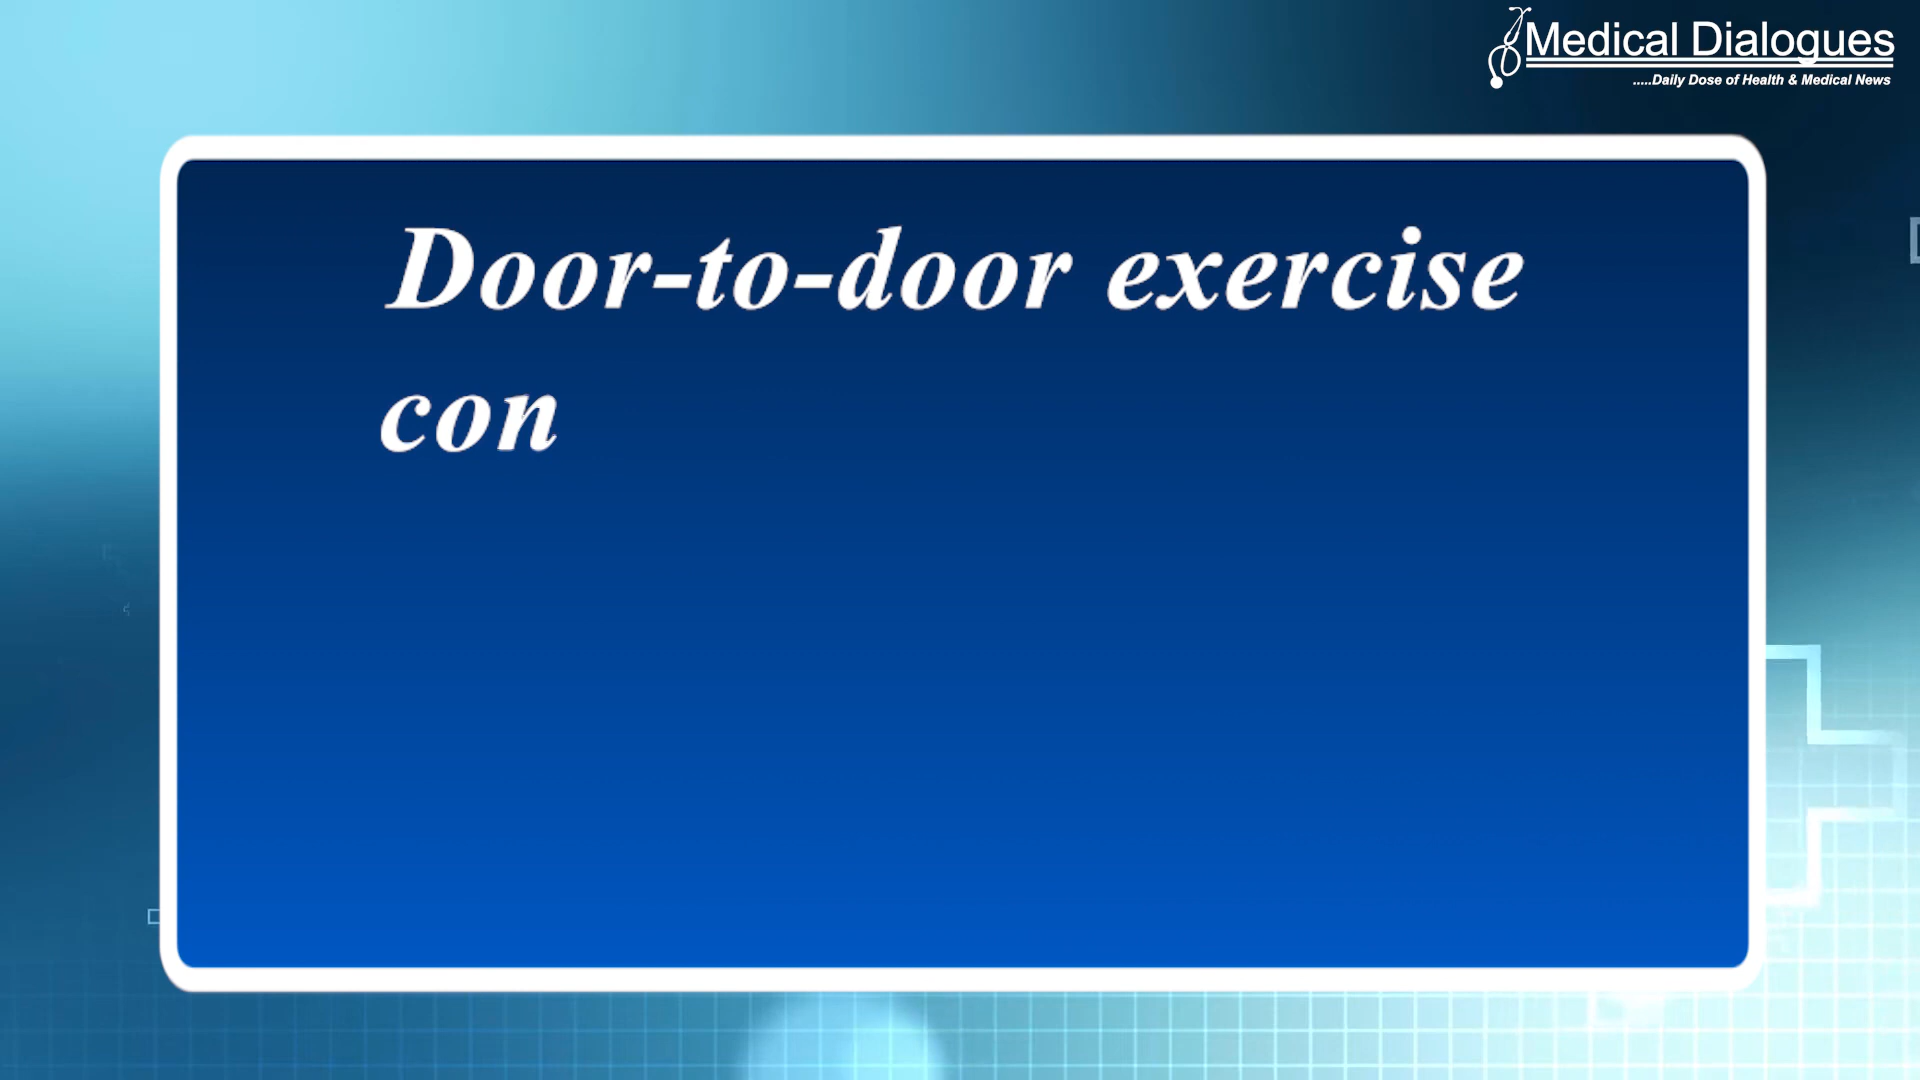 Medical Dialogues
.....Daily Dose of Health & Medical News
Door-to-door exercise
con